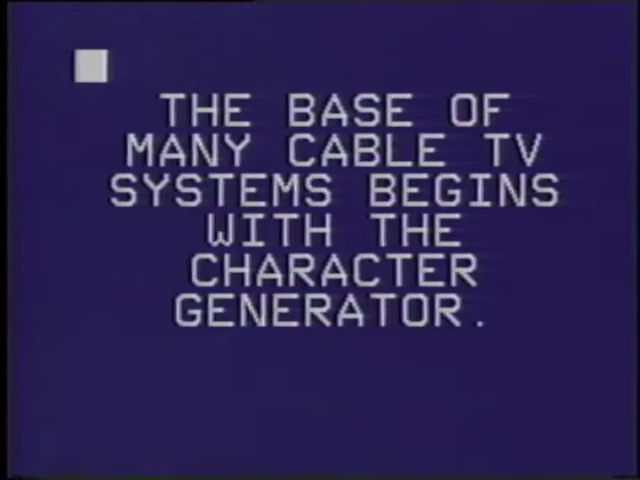 THE BASE OF
MANY CABLE TV
SYSTEMS BEGINS
WITH THE
CHARACTER
GENERATOR.